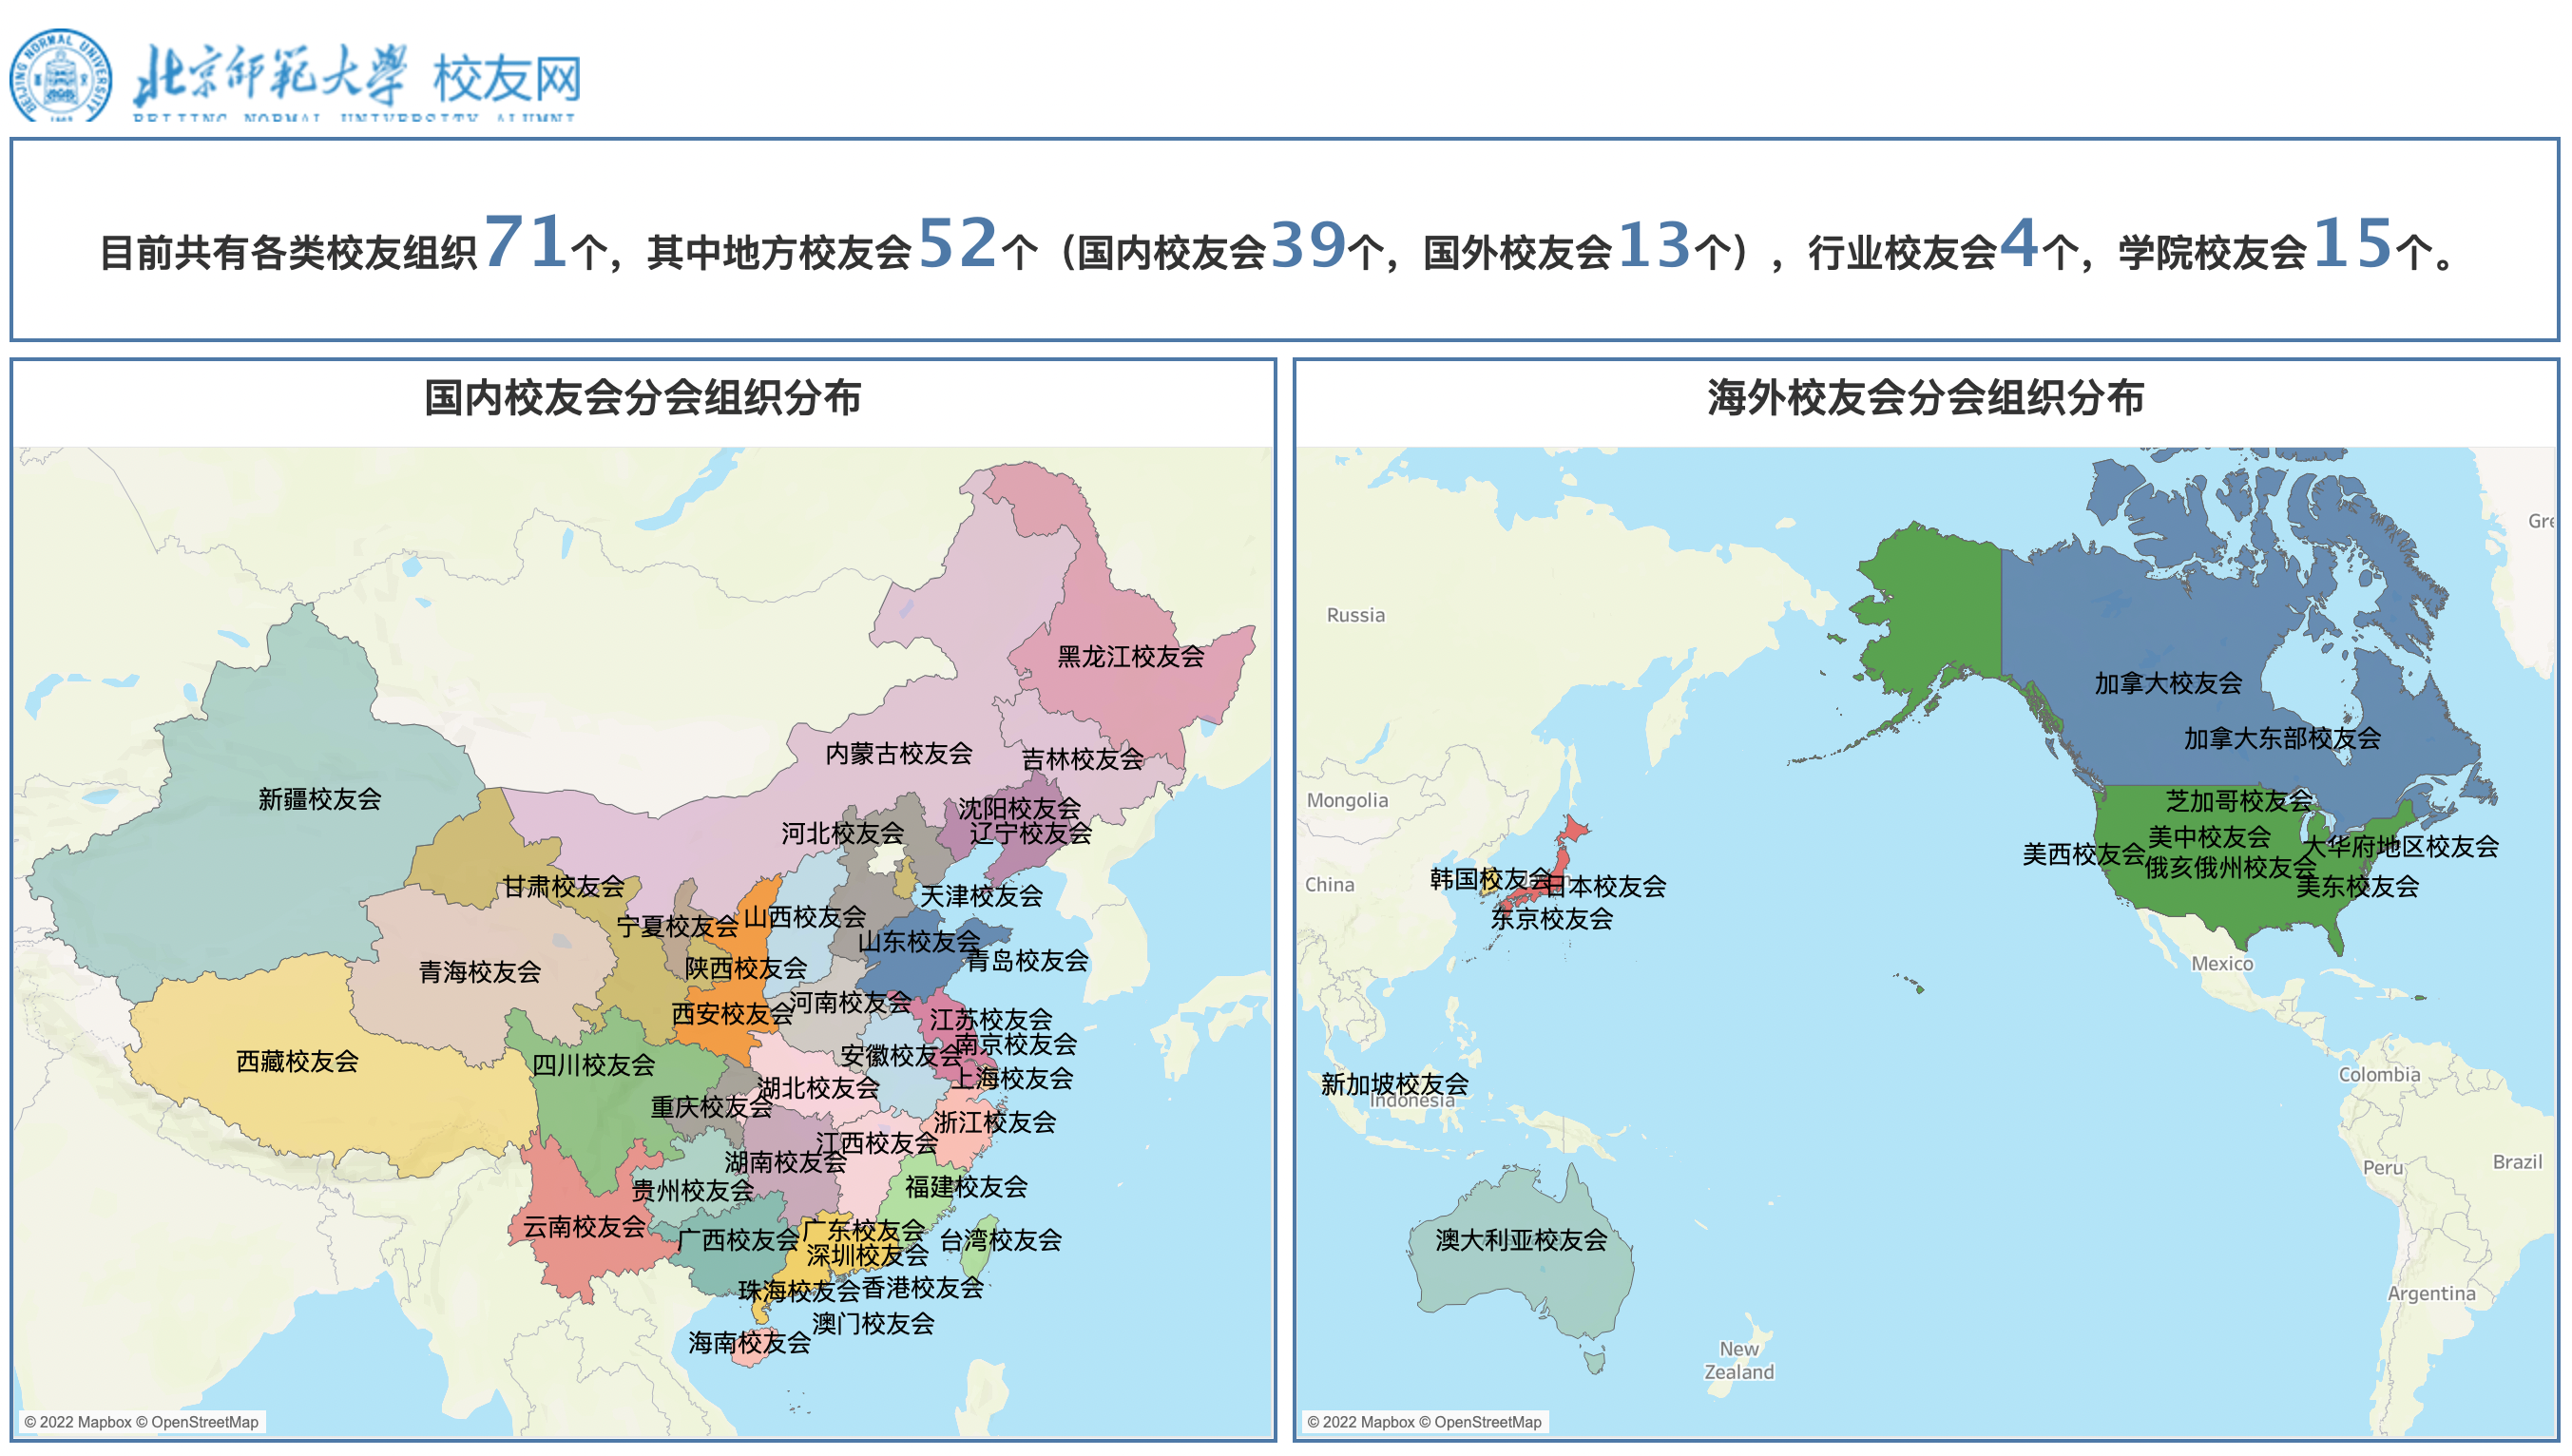 北京师范大学 校友网
BEIJING NORMAL UNIVERSITY ALUMNI
目前共有各类校友组织71个，其中地方校友会52个（国内校友会39个，国外校友会13个），行业校友会4个，学院校友会15个。
国内校友会分会组织分布
黑龙江校友会
内蒙古校友会
吉林校友会
新疆校友会
沈阳校友会
河北校友会
辽宁校友会
甘肃校友会
天津校友会
山西校友会
宁夏校友会
山东校友会
青岛校友会
陕西校友会
青海校友会
河南校友会
西安校友会
江苏校友会
南京校友会
安徽校友会
西藏校友会
四川校友会
上海校友会
湖北校友会
重庆校友会
浙江校友会
江西校友会
湖南校友会
福建校友会
贵州校友会
云南校友会
广东校友会
广西校友会
台湾校友会
深圳校友会
香港校友会
珠海校友会
澳门校友会
海南校友会
© 2022 Mapbox © OpenStreetMap
海外校友会分会组织分布
Gre
Russia
加拿大校友会
加拿大东部校友会
Mongolia
芝加哥校友会
美中校友会
大华府地区校友会
美西校友会
俄亥俄州校友会
美东校友会
China
韩国校友会
日本校友会
东京校友会
Mexico
新加坡校友会
Indonesia
Colombia
Peru
Brazil
澳大利亚校友会
Argentina
New
Zealand
© 2022 Mapbox © OpenStreetMap